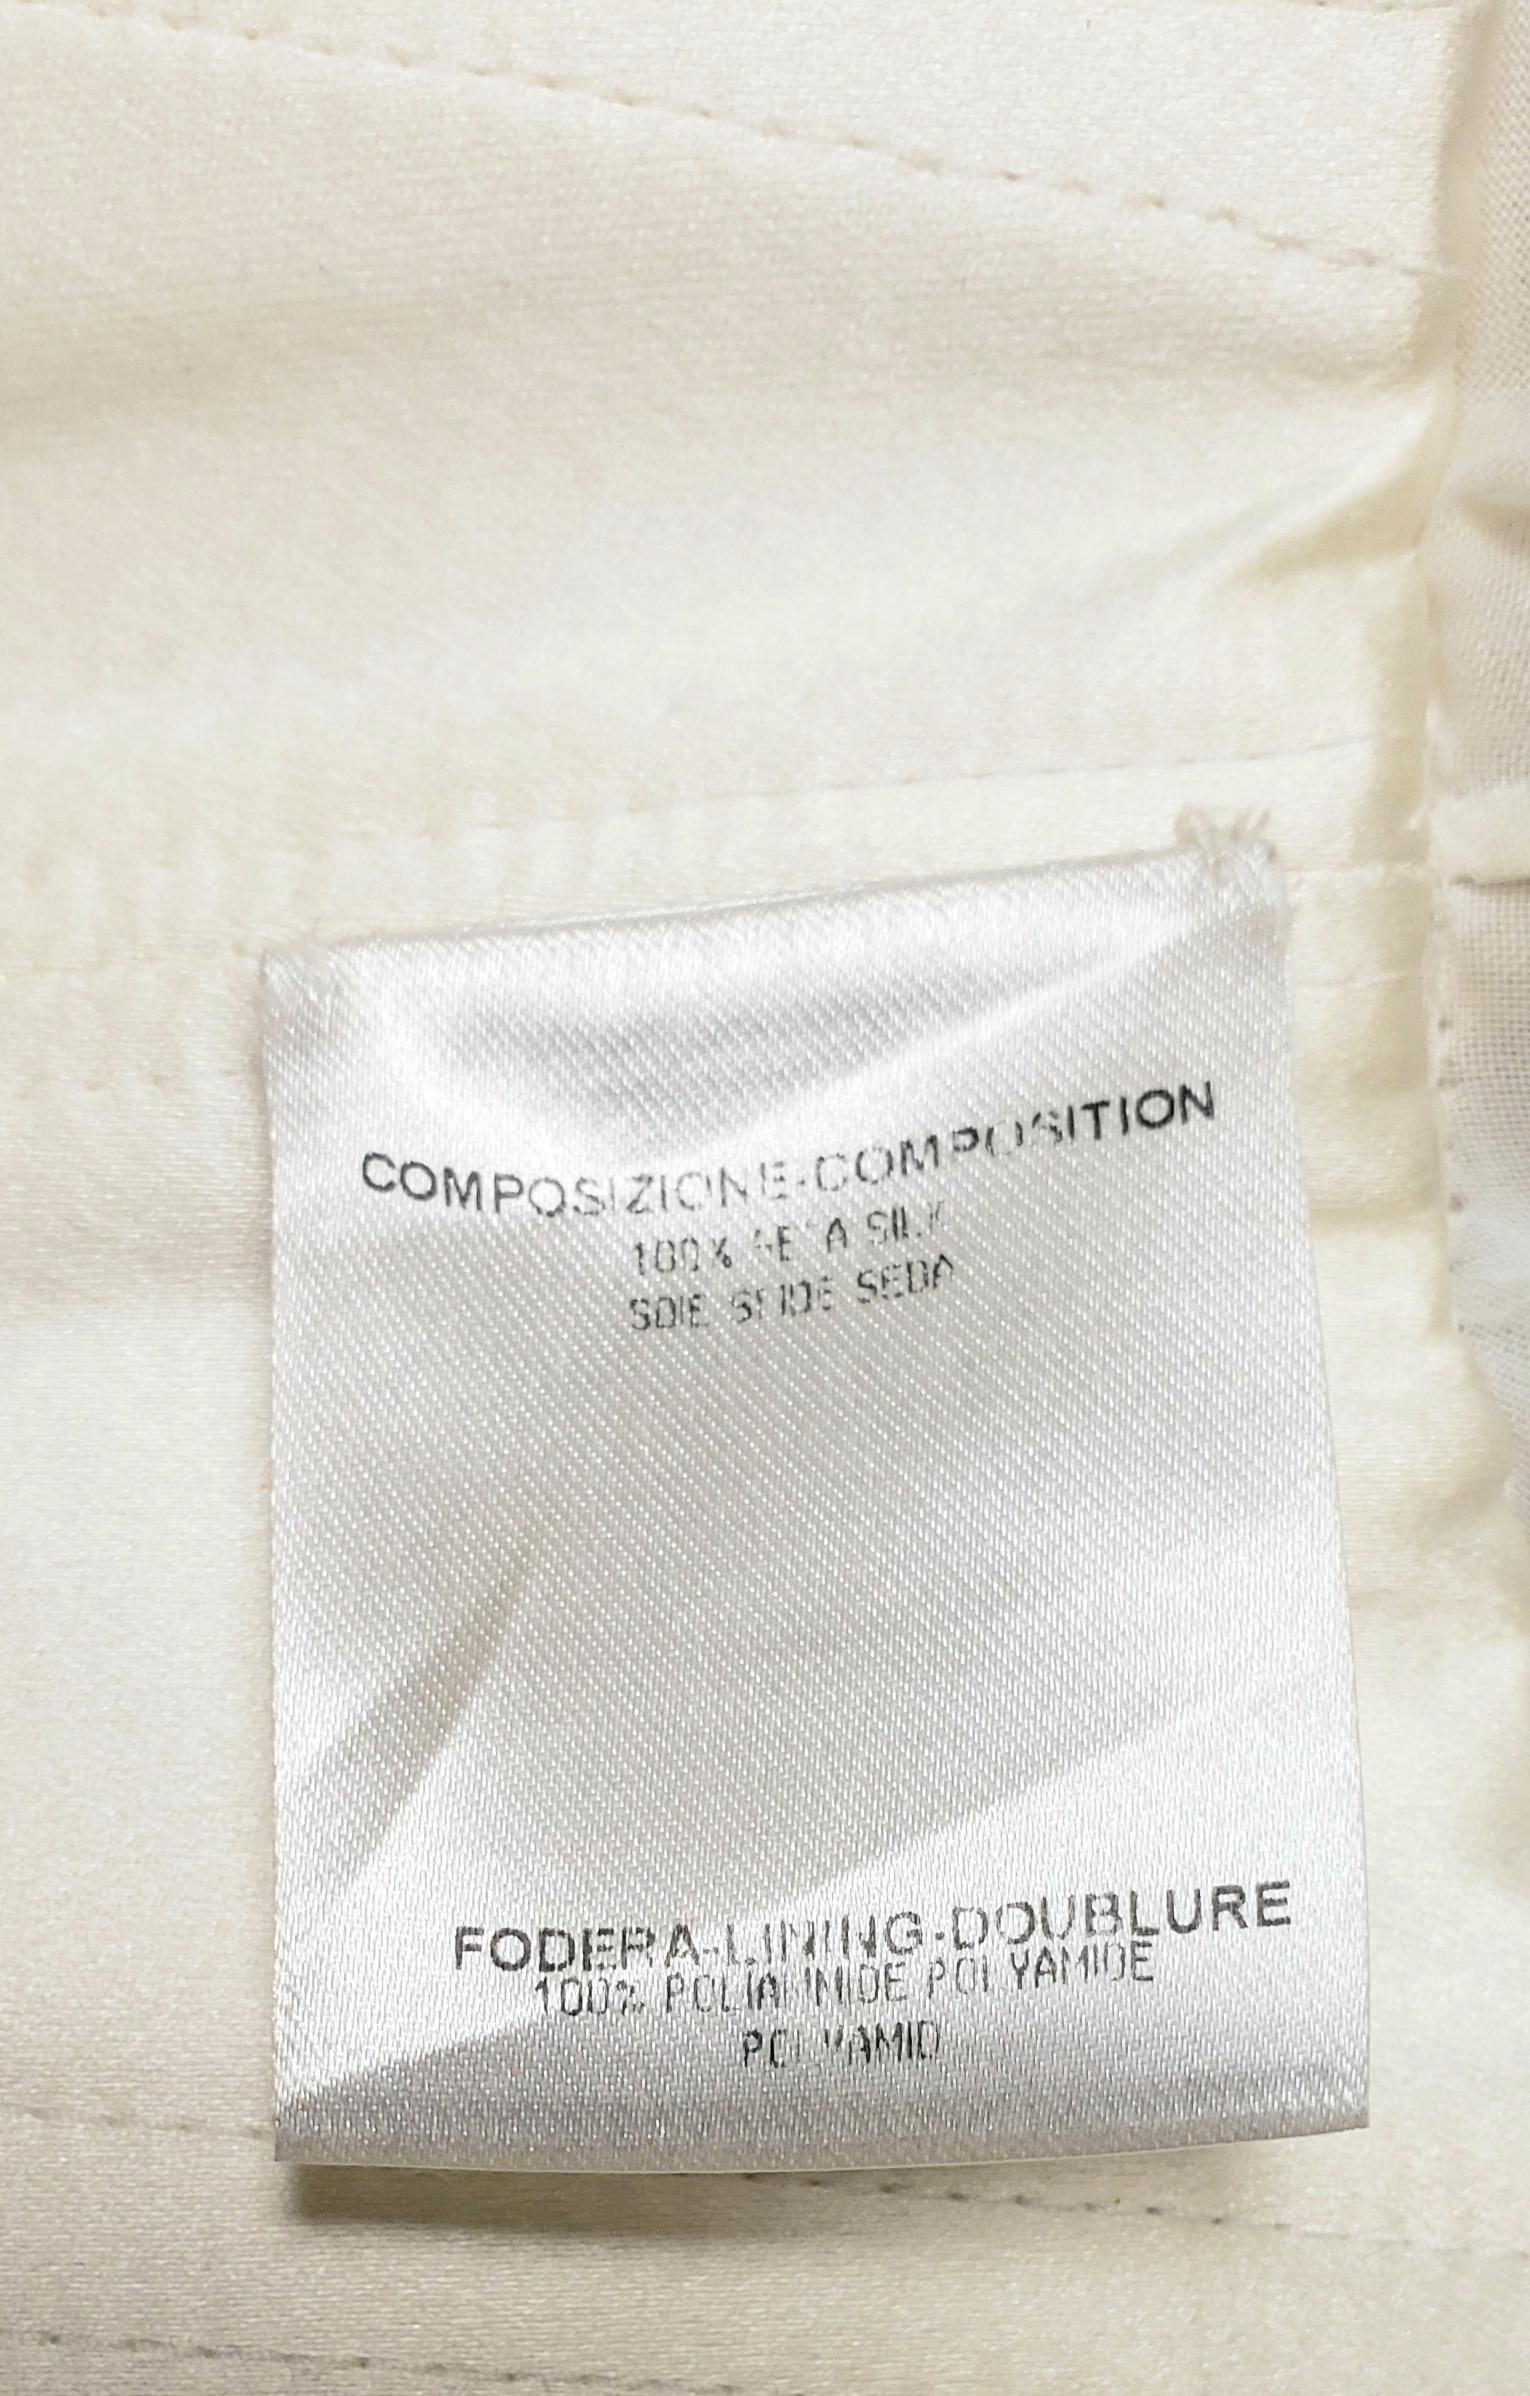 COMPOSIZIONE-COMPOSITION
100% SETA SILK
SOIE SEIDE SEDA
FODERA-LINING-DOUBLURE
100% POLIAMMIDE POLYAMIDE
POLYAMID